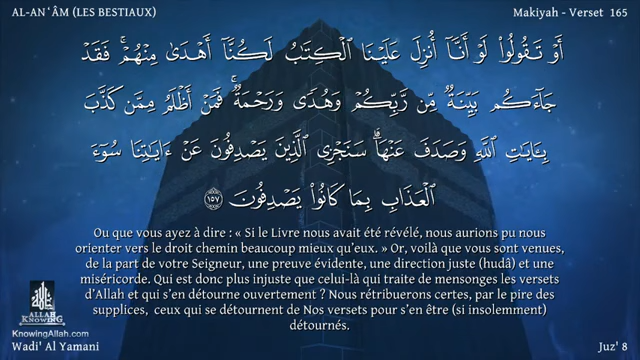 AL-AN'ÂM (LES BESTIAUX)
Makiyah - Verset 165
أَوْ تَقُولُوا۟ لَوْ أَنَّآ أُنزِلَ عَلَيْنَا ٱلْكِتَٰبُ لَكُنَّآ أَهْدَىٰ مِنْهُمْ ۚ فَقَدْ
جَآءَكُم بَيِّنَةٌ مِّن رَّبِّكُمْ وَهُدًى وَرَحْمَةٌ ۚ فَمَنْ أَظْلَمُ مِمَّن كَذَّبَ
بِـَٔايَٰتِ ٱللَّهِ وَصَدَفَ عَنْهَا ۗ سَنَجْزِى ٱلَّذِينَ يَصْدِفُونَ عَنْ ءَايَٰتِنَا سُوٓءَ
ٱلْعَذَابِ بِمَا كَانُوا۟ يَصْدِفُونَ ١٥٧
Ou que vous ayez à dire : « Si le Livre nous avait été révélé, nous aurions pu nous
orienter vers le droit chemin beaucoup mieux qu'eux. » Or, voilà que vous sont venues,
de la part de votre Seigneur, une preuve évidente, une direction juste (hudâ) et une
miséricorde. Qui est donc plus injuste que celui-là qui traite de mensonges les versets
d'Allah et qui s'en détourne ouvertement ? Nous rétribuerons certes, par le pire des
supplices, ceux qui se détournent de Nos versets pour s'en être (si insolemment)
détournés.
ALLAH
KNOWING
KnowingAllah.com
Wadi' Al Yamani
Juz' 8